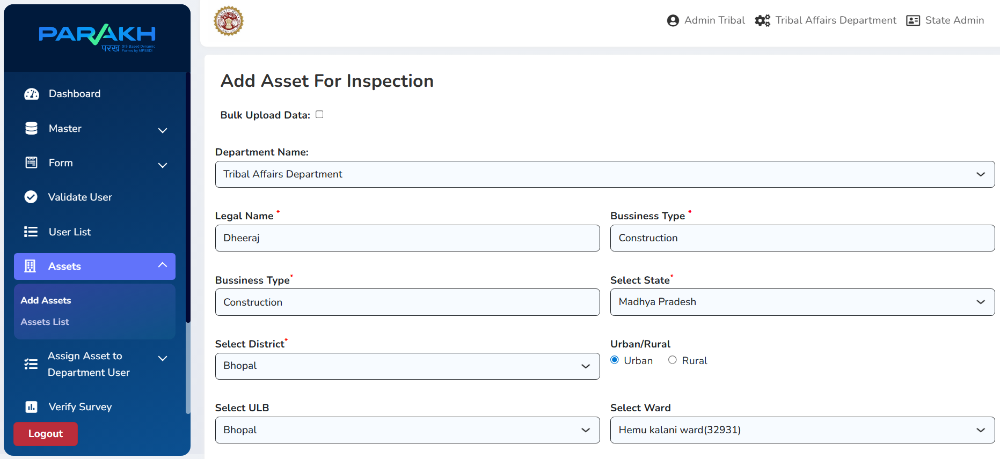 PARAKH
परख GIS Based Dynamic
Forms by MPSSDI
Admin Tribal Tribal Affairs Department State Admin
Dashboard
Master
Form
Validate User
User List
Assets
Add Assets
Assets List
Assign Asset to
Department User
Verify Survey
Logout
Add Asset For Inspection
Bulk Upload Data:
Department Name:
Tribal Affairs Department
Legal Name * Bussiness Type *
Dheeraj Construction
Bussiness Type* Select State*
Construction Madhya Pradesh
Select District* Urban/Rural
Bhopal Urban Rural
Select ULB Select Ward
Bhopal Hemu kalani ward(32931)